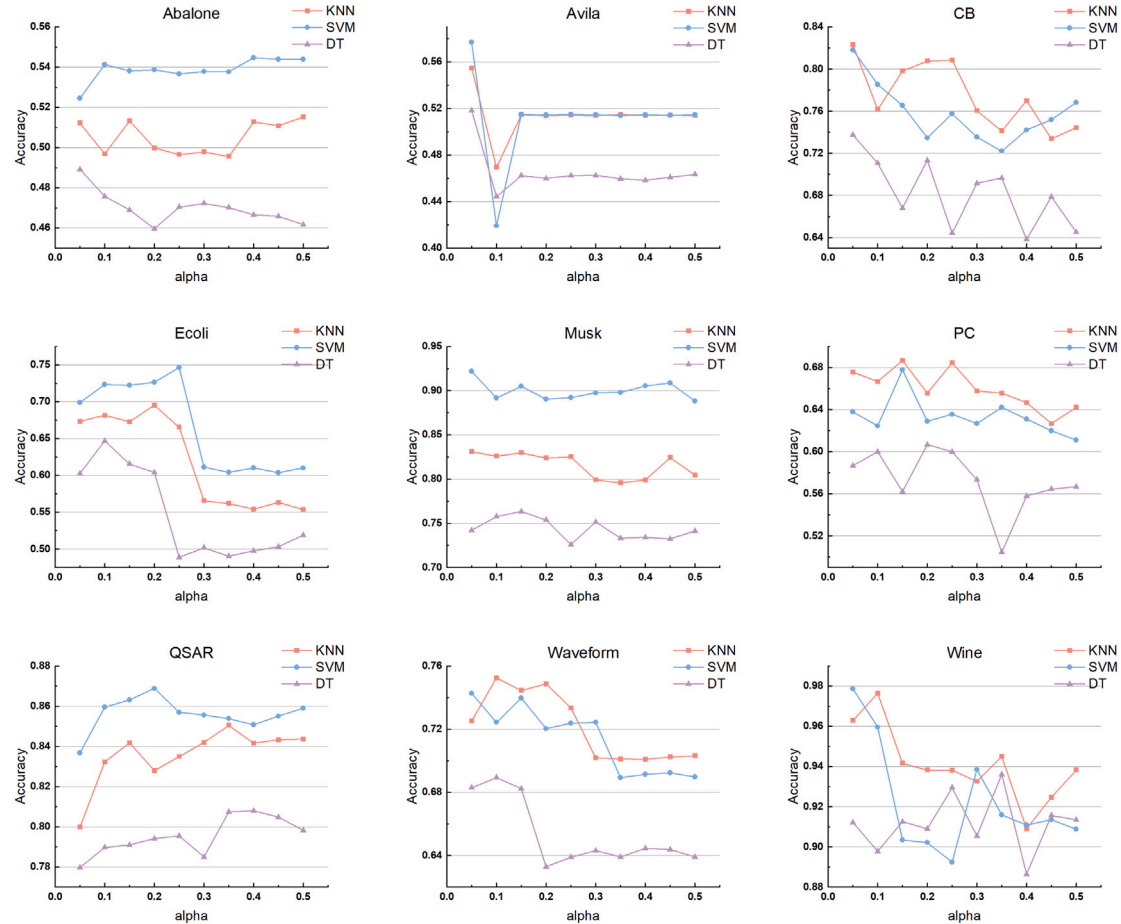 Abalone
KNN
SVM
DT
0.56
0.54
0.52
0.50
0.48
0.46
Accuracy
0.0 0.1 0.2 0.3 0.4 0.5
alpha
Avila
KNN
SVM
DT
0.56
0.52
0.48
0.44
0.40
Accuracy
0.0 0.1 0.2 0.3 0.4 0.5
alpha
CB
KNN
SVM
DT
0.84
0.80
0.76
0.72
0.68
0.64
Accuracy
0.0 0.1 0.2 0.3 0.4 0.5
alpha
Ecoli
KNN
SVM
DT
0.75
0.70
0.65
0.60
0.55
0.50
Accuracy
0.0 0.1 0.2 0.3 0.4 0.5
alpha
Musk
KNN
SVM
DT
0.95
0.90
0.85
0.80
0.75
0.70
Accuracy
0.0 0.1 0.2 0.3 0.4 0.5
alpha
PC
KNN
SVM
DT
0.68
0.64
0.60
0.56
0.52
Accuracy
0.0 0.1 0.2 0.3 0.4 0.5
alpha
QSAR
KNN
SVM
DT
0.88
0.86
0.84
0.82
0.80
0.78
Accuracy
0.0 0.1 0.2 0.3 0.4 0.5
alpha
Waveform
KNN
SVM
DT
0.76
0.72
0.68
0.64
Accuracy
0.0 0.1 0.2 0.3 0.4 0.5
alpha
Wine
KNN
SVM
DT
0.98
0.96
0.94
0.92
0.90
0.88
Accuracy
0.0 0.1 0.2 0.3 0.4 0.5
alpha